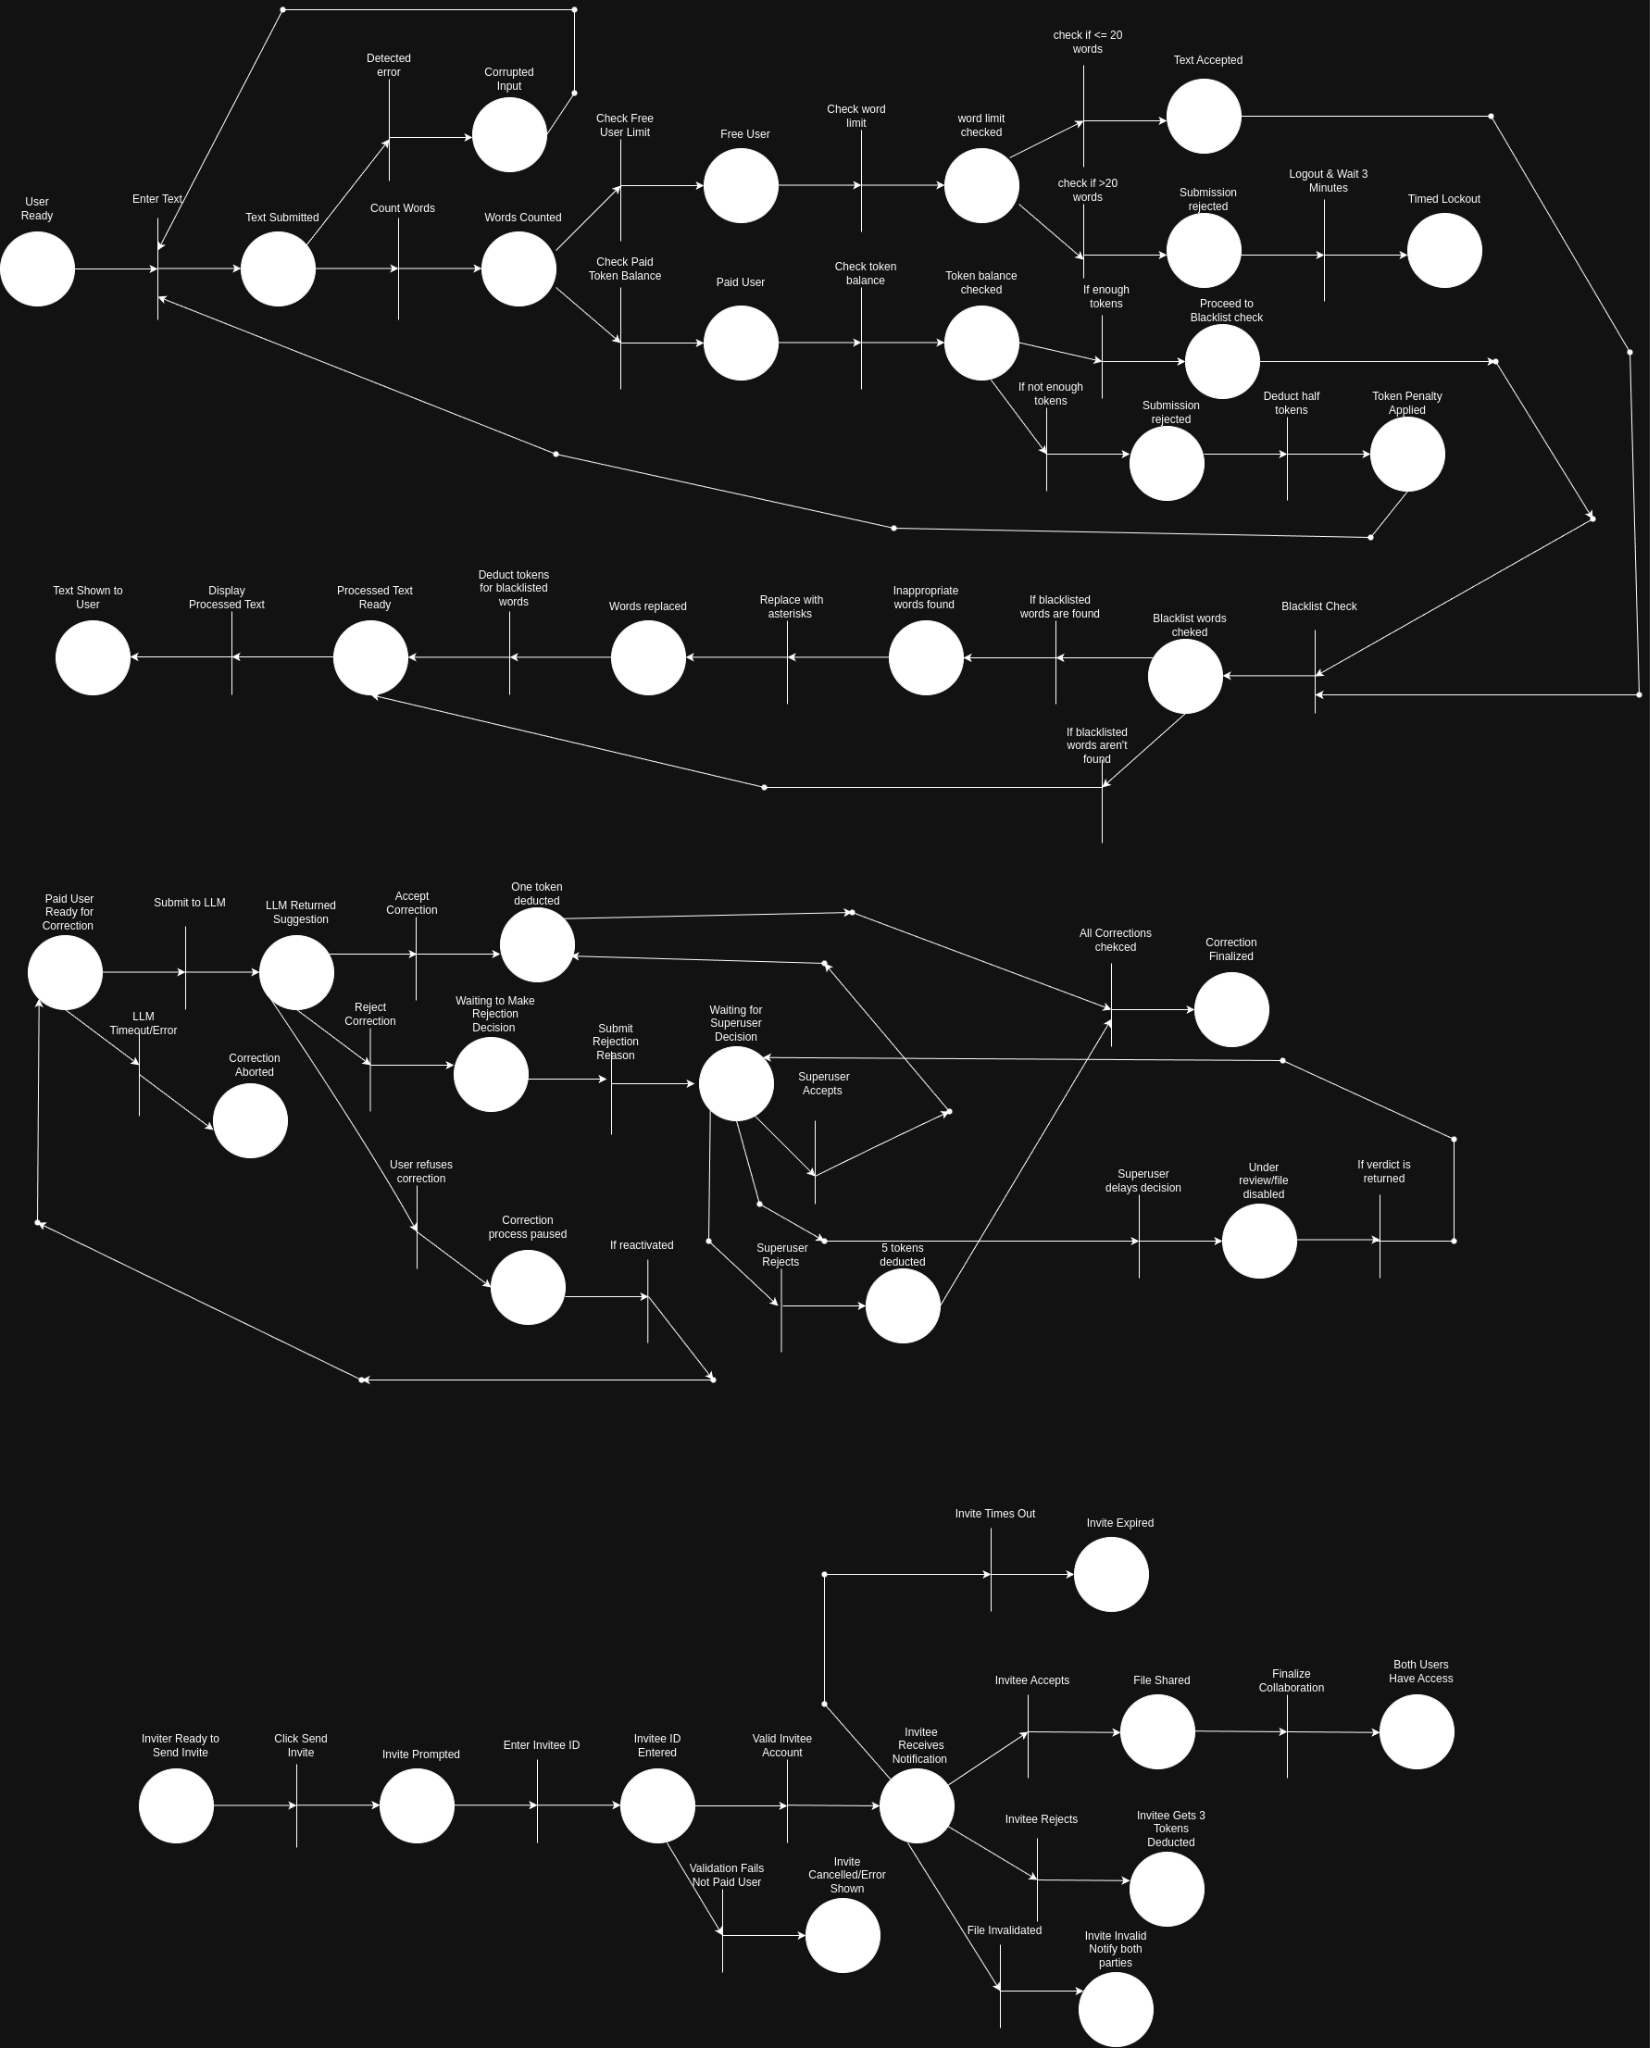 User
Ready
Enter Text
Text Submitted
Detected
error
Corrupted
Input
Count Words
Words Counted
Check Free
User Limit
Free User
Check word
limit
word limit
checked
check if <= 20
words
Text Accepted
check if >20
words
Submission
rejected
Logout & Wait 3
Minutes
Timed Lockout
Check Paid
Token Balance
Paid User
Check token
balance
Token balance
checked
If enough
tokens
Proceed to
Blacklist check
If not enough
tokens
Submission
rejected
Deduct half
tokens
Token Penalty
Applied
Text Shown to
User
Display
Processed Text
Processed Text
Ready
Deduct tokens
for blacklisted
words
Words replaced
Replace with
asterisks
Inappropriate
words found
If blacklisted
words are found
Blacklist words
cheked
Blacklist Check
If blacklisted
words aren't
found
Paid User
Ready for
Correction
Submit to LLM
LLM Returned
Suggestion
Accept
Correction
One token
deducted
All Corrections
chekced
Correction
Finalized
LLM
Timeout/Error
Correction
Aborted
Reject
Correction
Waiting to Make
Rejection
Decision
Submit
Rejection
Reason
Waiting for
Superuser
Decision
Superuser
Accepts
User refuses
correction
Correction
process paused
If reactivated
Superuser
Rejects
5 tokens
deducted
Superuser
delays decision
Under
review/file
disabled
If verdict is
returned
Invite Times Out
Invite Expired
Inviter Ready to
Send Invite
Click Send
Invite
Invite Prompted
Enter Invitee ID
Invitee ID
Entered
Valid Invitee
Account
Invitee
Receives
Notification
Invitee Accepts
File Shared
Finalize
Collaboration
Both Users
Have Access
Invitee Rejects
Invitee Gets 3
Tokens
Deducted
Validation Fails
Not Paid User
Invite
Cancelled/Error
Shown
File Invalidated
Invite Invalid
Notify both
parties